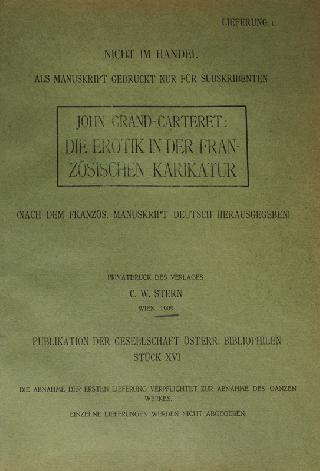 LIEFERUNG 1.
NICHT IM HANDEL
ALS MANUSKRIPT GEDRUCKT NUR FÜR SUBSKRIBENTEN
JOHN GRAND-CARTERET:
DIE EROTIK IN DER FRAN-
ZÖSISCHEN KARIKATUR
(NACH DEM FRANZÖS. MANUSKRIPT DEUTSCH HERAUSGEGEBEN)
PRIVATDRUCK DES VERLAGES
C. W. STERN
WIEN 1909
PUBLIKATION DER GESELLSCHAFT ÖSTERR. BIBLIOPHILEN
STÜCK XVI
DIE ABNAHME DER ERSTEN LIEFERUNG VERPFLICHTET ZUR ABNAHME DES GANZEN
WERKES.
EINZELNE LIEFERUNGEN WERDEN NICHT ABGEGEBEN.